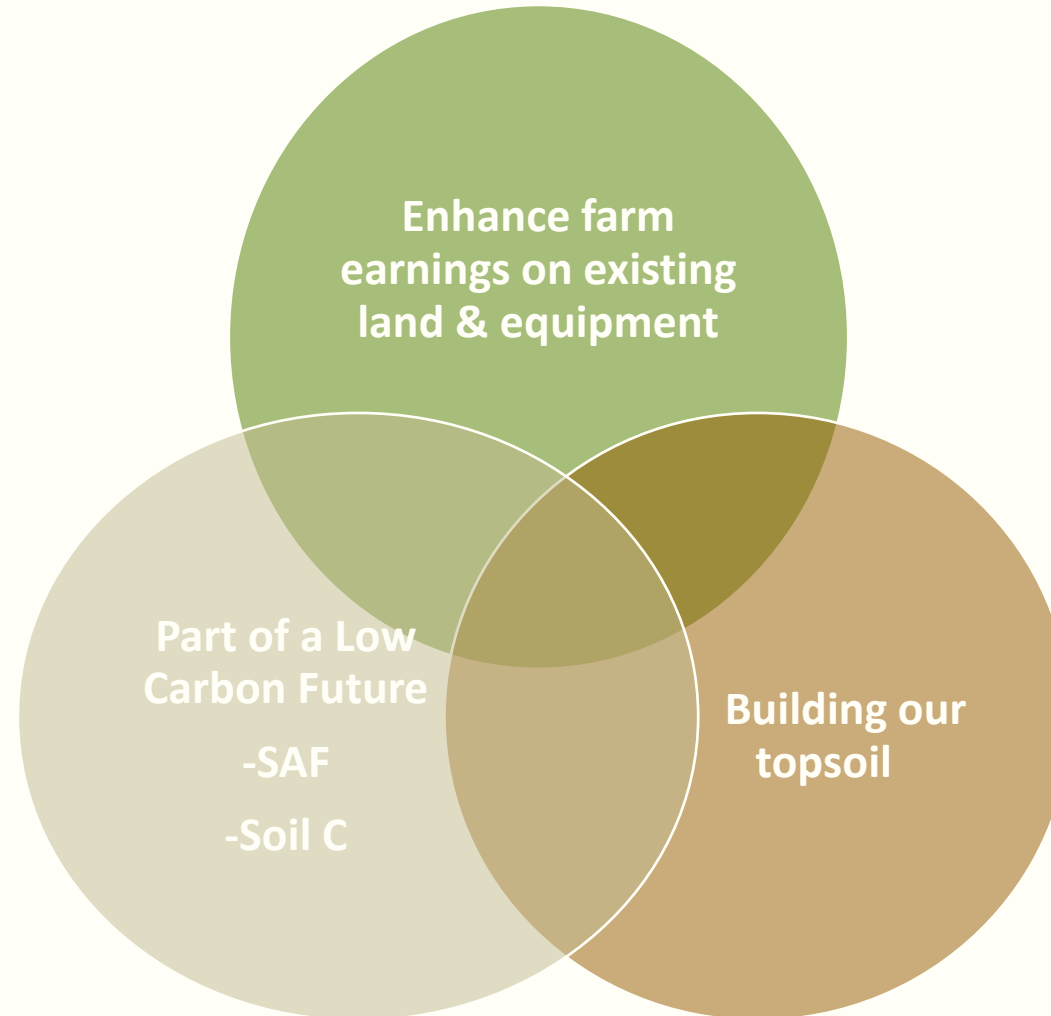 Enhance farm
earnings on existing
land & equipment
Part of a Low
Carbon Future
-SAF
-Soil C
Building our
topsoil